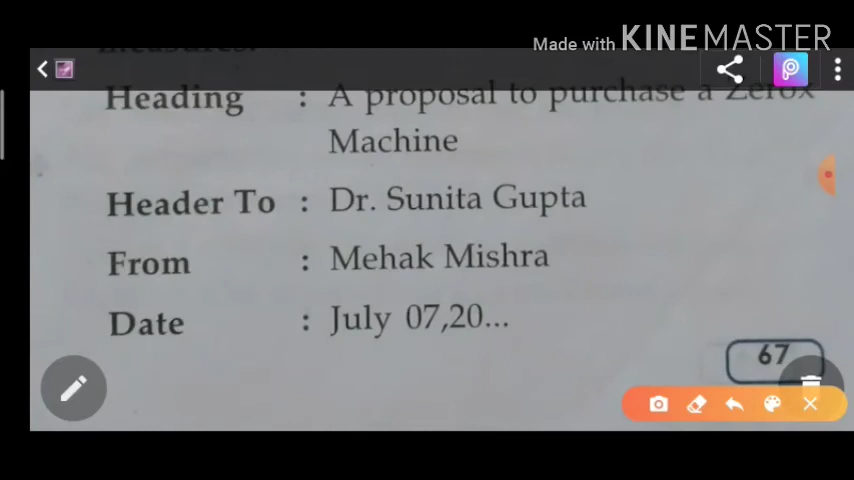 Made with KINEMASTER
measures.
Heading : A proposal to purchase a Zerox
Machine
Header To : Dr. Sunita Gupta
From : Mehak Mishra
Date : July 07,20...
67